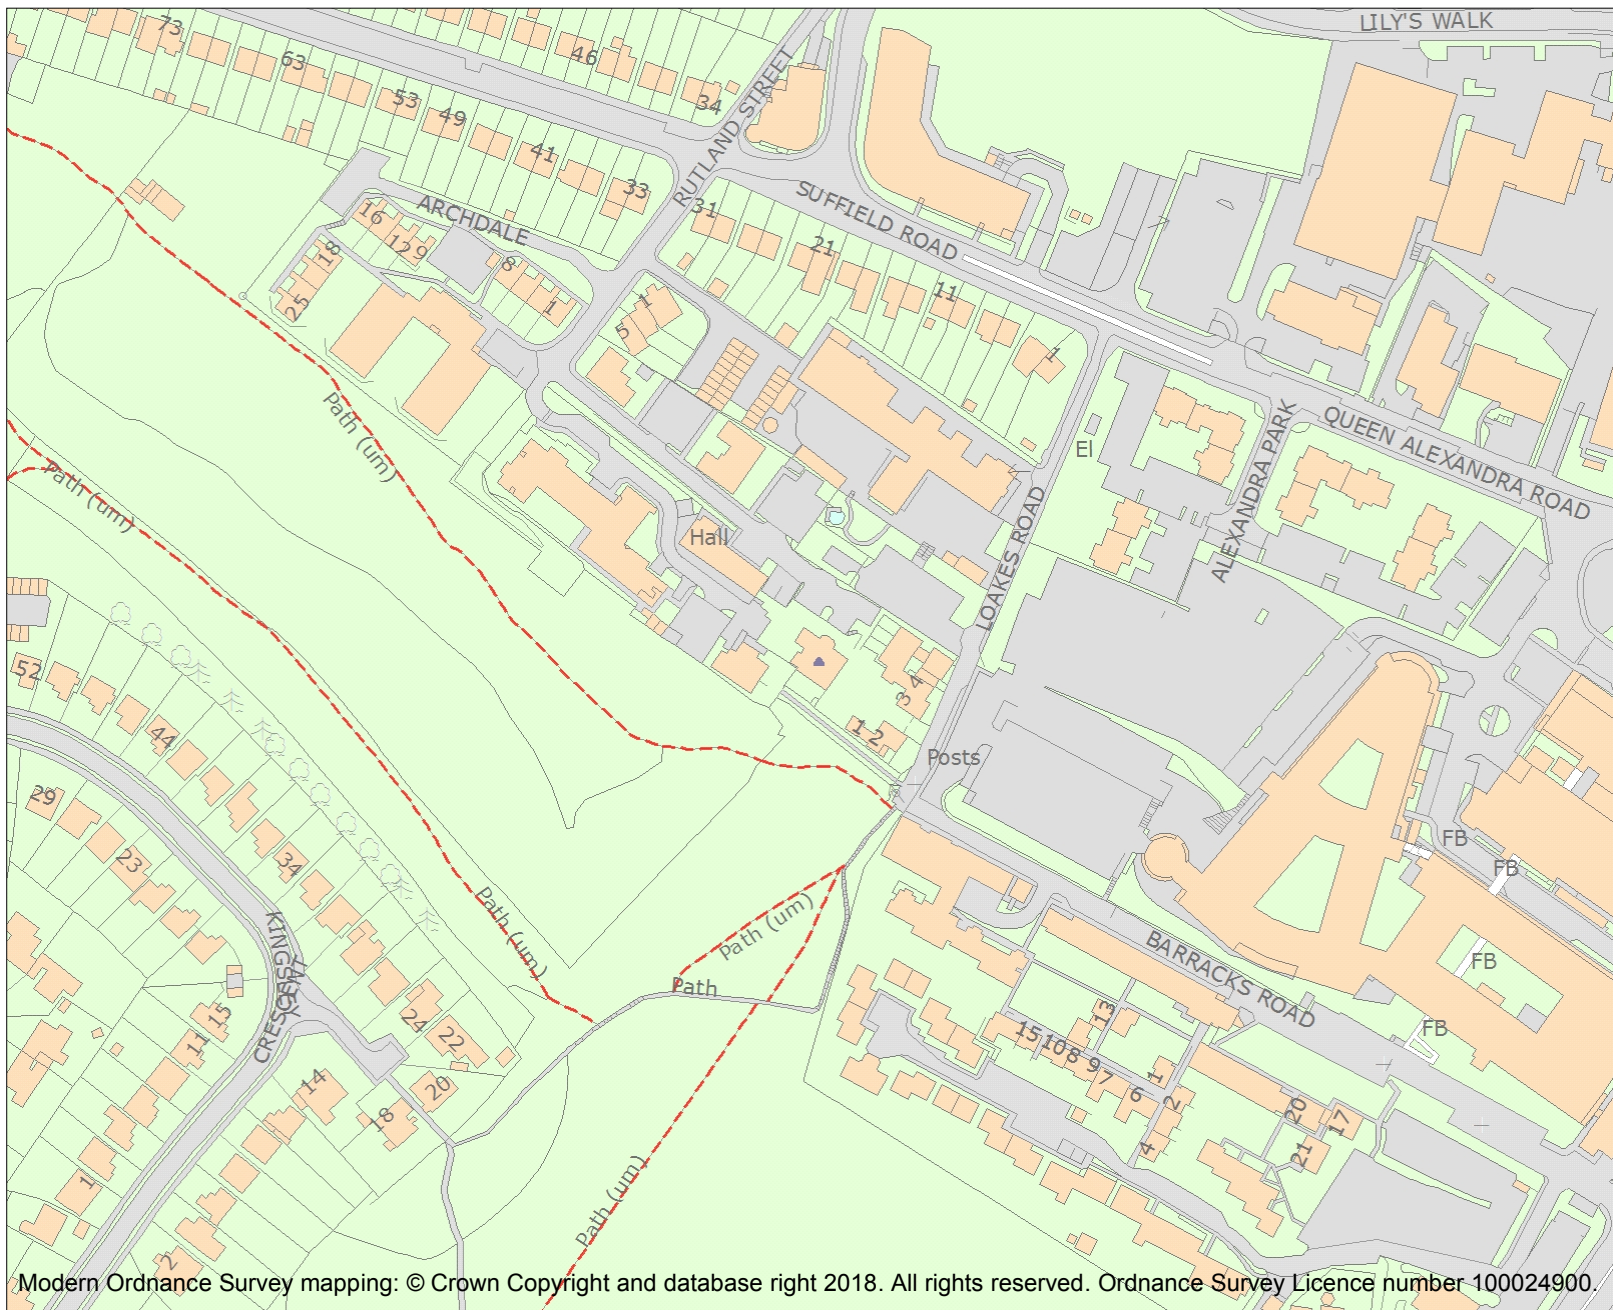 LILY'S WALK
73
63
46
53
49
34
41
33
RUTLAND STREET
31
SUFFIELD ROAD
ARCHDALE
16
12
9
8
18
25
1
1
5
21
11
1
Path (um)
Path (um)
El
ALEXANDRA PARK
QUEEN ALEXANDRA ROAD
Hall
LOAKES ROAD
52
44
3 4
1 2
Posts
29
23
34
FB
FB
KINGSLEY
CRESCENT
Path (um)
Path (um)
Path
BARRACKS ROAD
FB
FB
24
22
15
11
14
20
18
13
15
10
8
9
7
6
1
2
4
20
17
21
1
2
Path (um)
Modern Ordnance Survey mapping: © Crown Copyright and database right 2018. All rights reserved. Ordnance Survey Licence number 100024900.